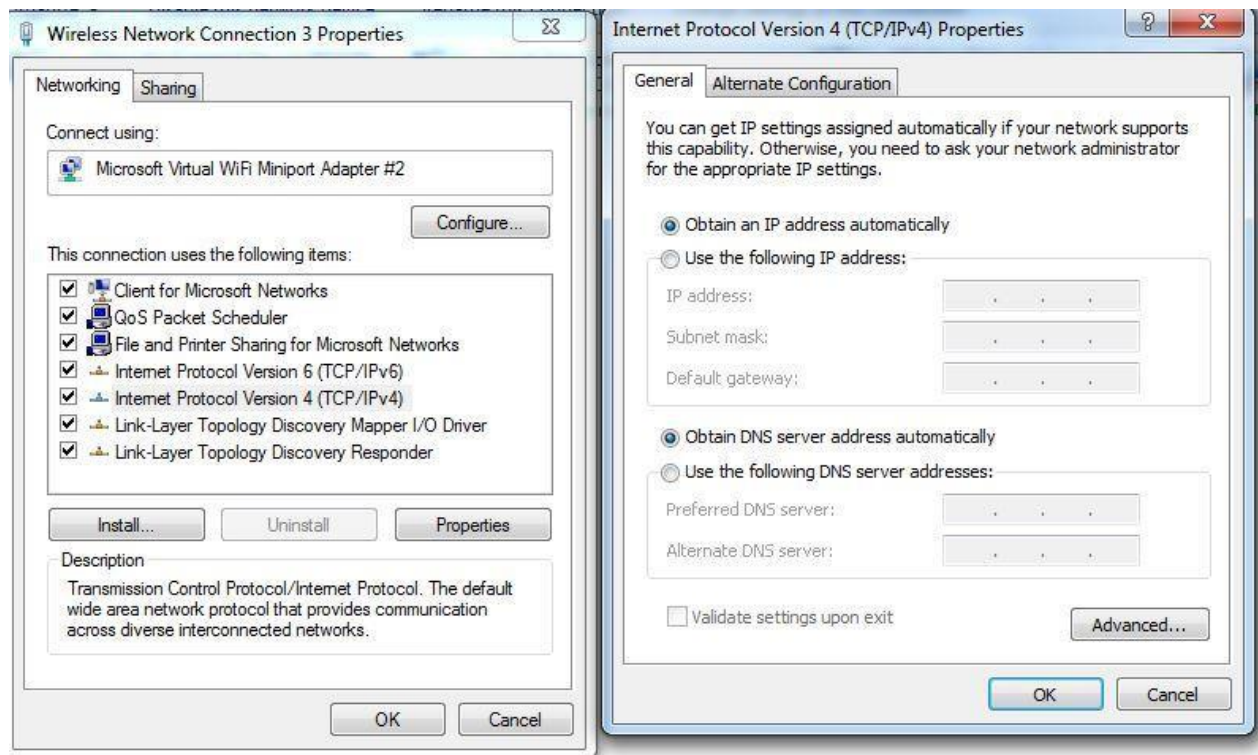 Wireless Network Connection 3 Properties
Networking
Sharing
Connect using:
Microsoft Virtual WiFi Miniport Adapter #2
Configure...
This connection uses the following items:
Client for Microsoft Networks
QoS Packet Scheduler
File and Printer Sharing for Microsoft Networks
Internet Protocol Version 6 (TCP/IPv6)
Internet Protocol Version 4 (TCP/IPv4)
Link-Layer Topology Discovery Mapper I/O Driver
Link-Layer Topology Discovery Responder
Install...
Uninstall
Properties
Description
Transmission Control Protocol/Internet Protocol. The default
wide area network protocol that provides communication
across diverse interconnected networks.
OK
Cancel
Internet Protocol Version 4 (TCP/IPv4) Properties
General
Alternate Configuration
You can get IP settings assigned automatically if your network supports
this capability. Otherwise, you need to ask your network administrator
for the appropriate IP settings.
Obtain an IP address automatically
Use the following IP address:
IP address:
Subnet mask:
Default gateway:
Obtain DNS server address automatically
Use the following DNS server addresses:
Preferred DNS server:
Alternate DNS server:
Validate settings upon exit
Advanced...
OK
Cancel